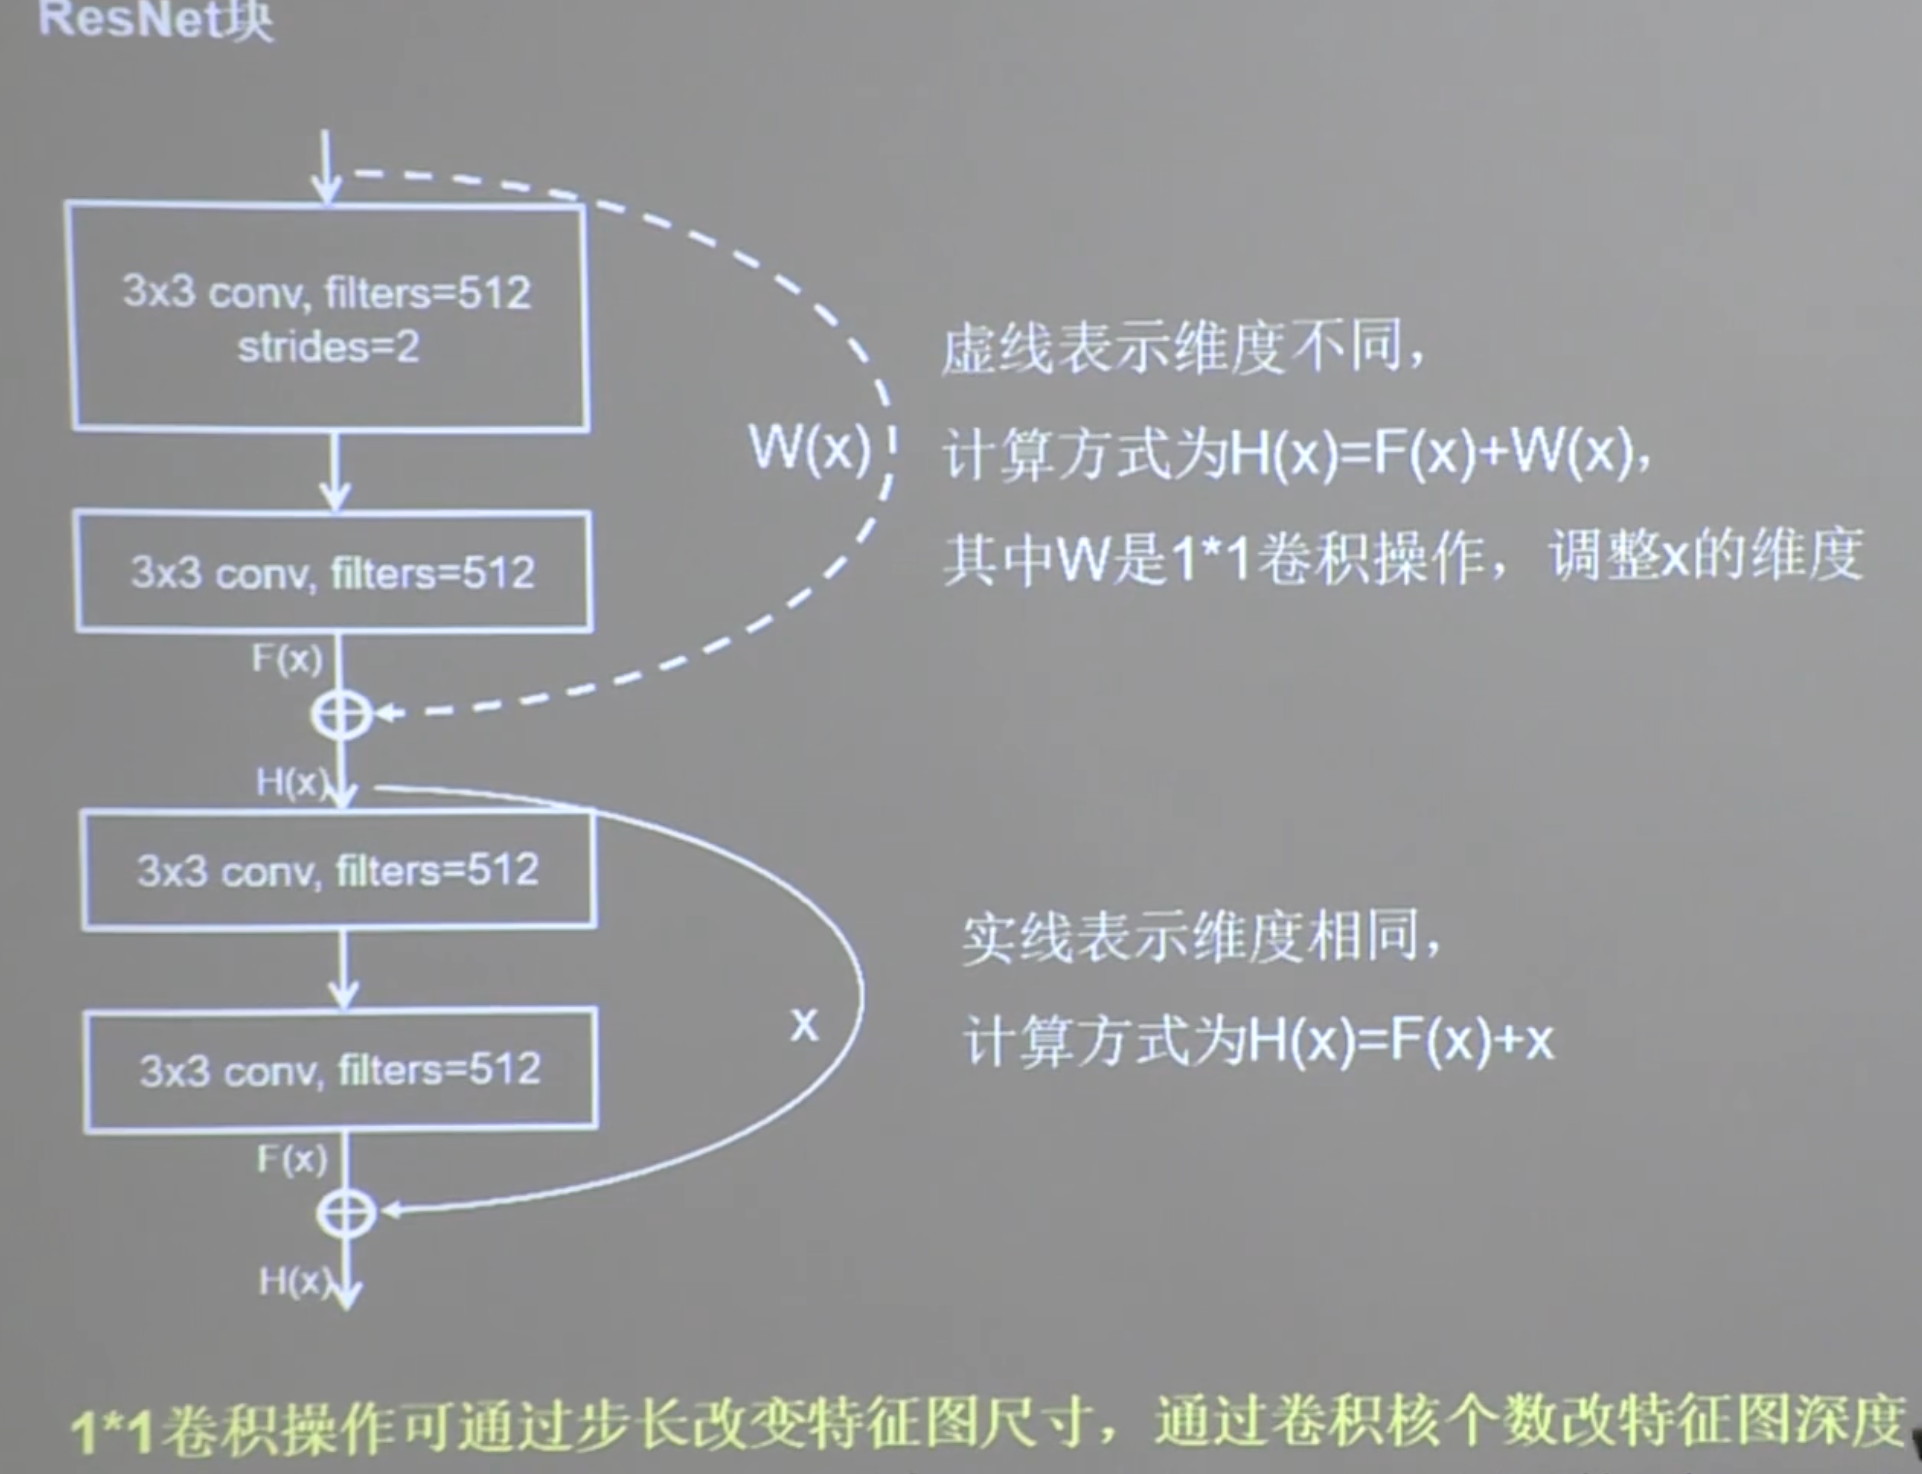 ResNet块
3x3 conv, filters=512
strides=2
3x3 conv, filters=512
F(x)
W(x)
虚线表示维度不同，
计算方式为H(x)=F(x)+W(x)，
其中W是1*1卷积操作，调整x的维度
H(x)
3x3 conv, filters=512
3x3 conv, filters=512
F(x)
x
实线表示维度相同，
计算方式为H(x)=F(x)+x
H(x)
1*1卷积操作可通过步长改变特征图尺寸，通过卷积核个数改特征图深度